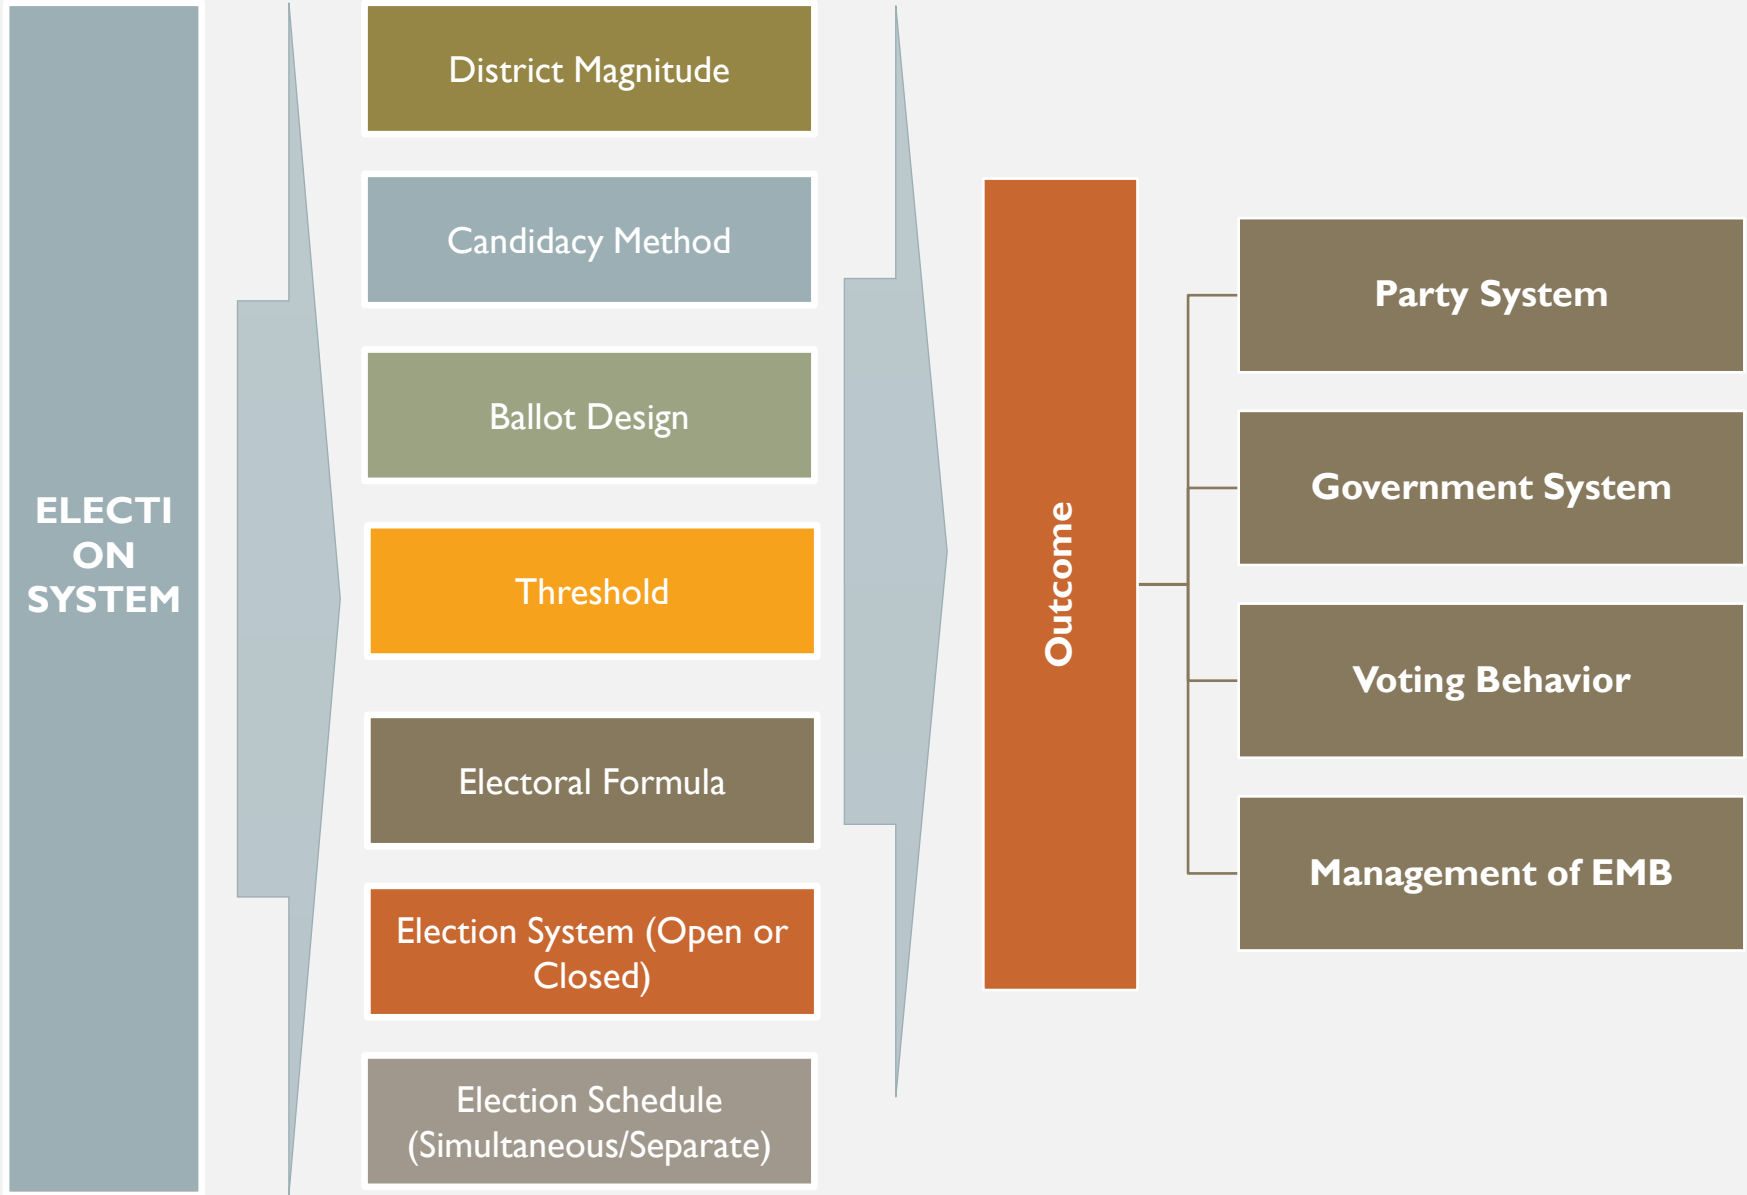 ELECTI
ON
SYSTEM
District Magnitude
Candidacy Method
Ballot Design
Threshold
Electoral Formula
Election System (Open or
Closed)
Election Schedule
(Simultaneous/Separate)
Outcome
Party System
Government System
Voting Behavior
Management of EMB